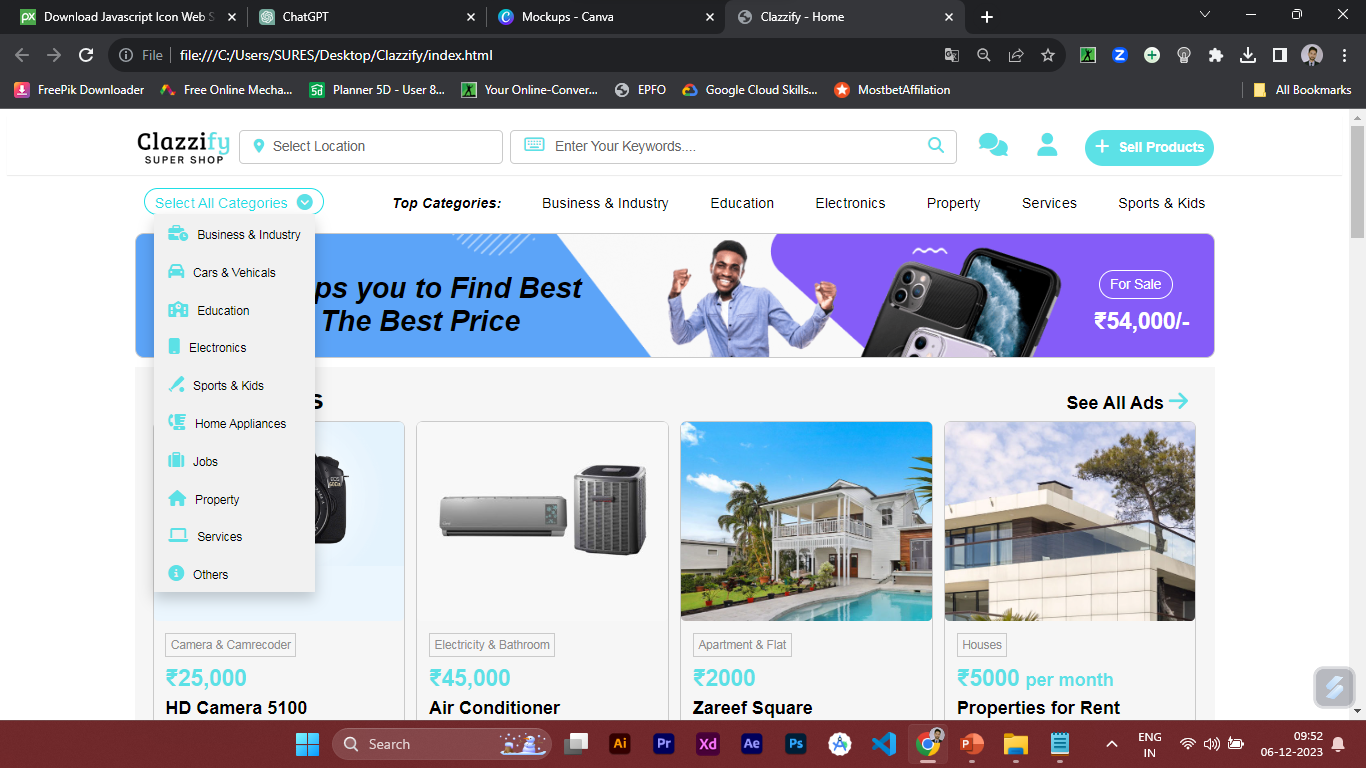 Download Javascript Icon Web S
ChatGPT
Mockups - Canva
Clazzify - Home
File
file:///C:/Users/SURES/Desktop/Clazzify/index.html
FreePik Downloader
Free Online Mecha...
Planner 5D - User 8...
Your Online-Conver...
EPFO
Google Cloud Skills...
MostbetAffilation
All Bookmarks
Clazzify
SUPER SHOP
Select Location
Enter Your Keywords....
Sell Products
Select All Categories
Top Categories:
Business & Industry
Education
Electronics
Property
Services
Sports & Kids
Business & Industry
Cars & Vehicals
Education
Electronics
Sports & Kids
Home Appliances
Jobs
Property
Services
Others
ps you to Find Best
The Best Price
For Sale
₹54,000/-
s
See All Ads
Camera & Camrecoder
₹25,000
HD Camera 5100
Electricity & Bathroom
₹45,000
Air Conditioner
Apartment & Flat
₹2000
Zareef Square
Houses
₹5000 per month
Properties for Rent
Search
Ai
Pr
Xd
Ae
Ps
ENG
IN
09:52
06-12-2023